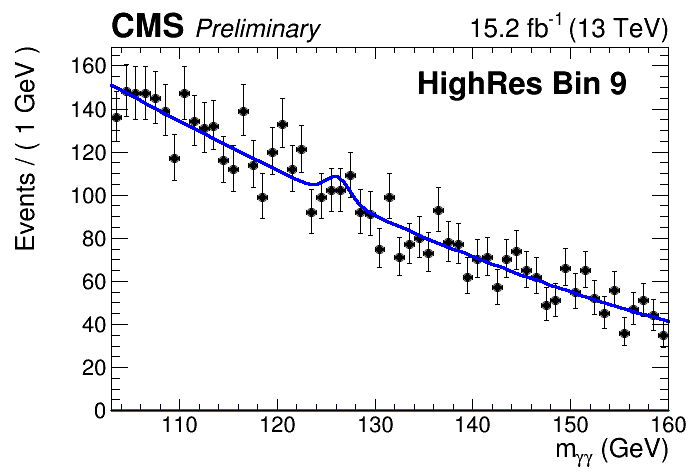 CMS Preliminary 15.2 fb⁻¹ (13 TeV)
HighRes Bin 9
Events / ( 1 GeV )
160
140
120
100
80
60
40
20
0
110 120 130 140 150 160
mγγ (GeV)